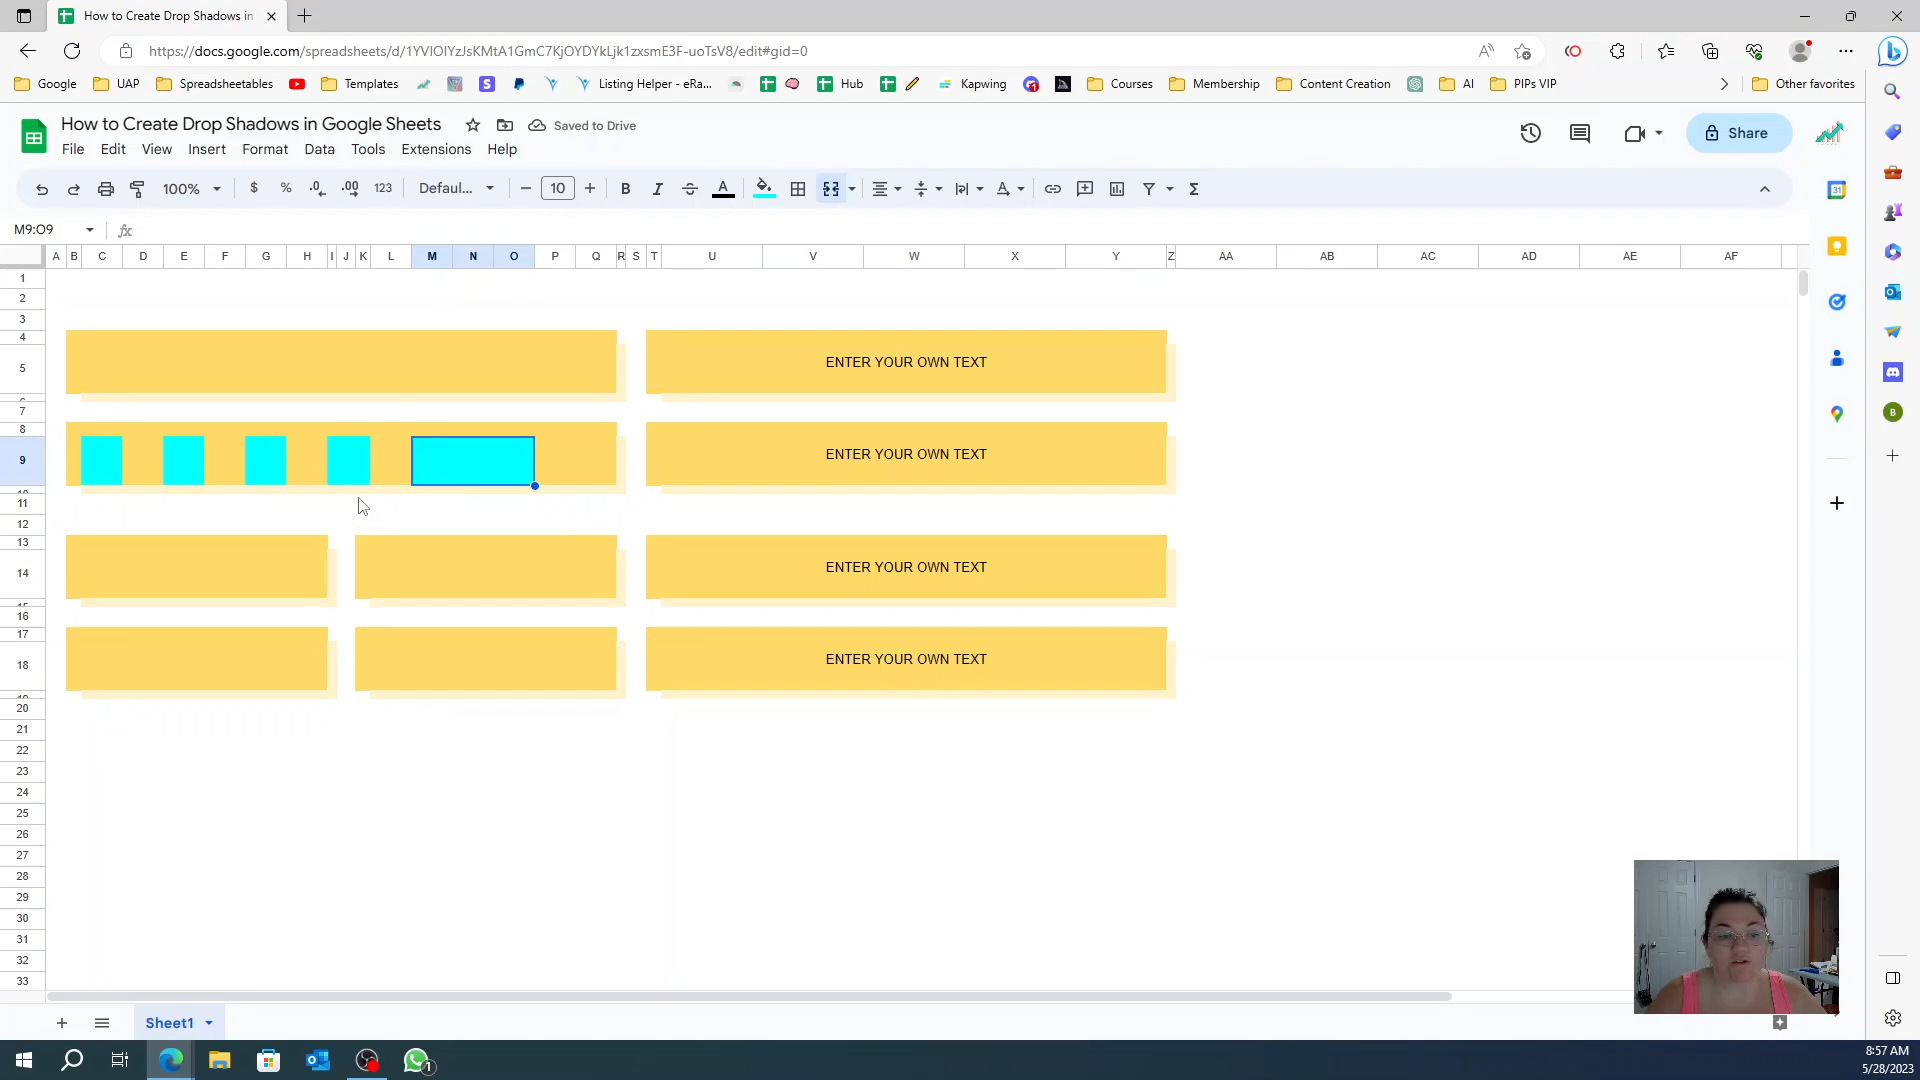 How to Create Drop Shadows in
https://docs.google.com/spreadsheets/d/1YVIOIYzJsKMtA1GmC7KjOYDYkLjk1zxsmE3F-uoTsV8/edit#gid=0
Google UAP Spreadsheetables Templates Listing Helper - eRa... Hub Kapwing Courses Membership Content Creation AI PIPs VIP Other favorites
How to Create Drop Shadows in Google Sheets Saved to Drive
Share
File Edit View Insert Format Data Tools Extensions Help
100% $ % .0 .00 123 Defaul... 10 B I A Σ
M9:O9 fx
A B C D E F G H I J K L M N O P Q R S T U V W X Y Z AA AB AC AD AE AF
1
2
3
4
5 ENTER YOUR OWN TEXT
7
8
9 ENTER YOUR OWN TEXT
11
12
13
14 ENTER YOUR OWN TEXT
16
17
18 ENTER YOUR OWN TEXT
20
21
22
23
24
25
26
27
28
29
30
31
32
33
Sheet1
8:57 AM
5/28/2023